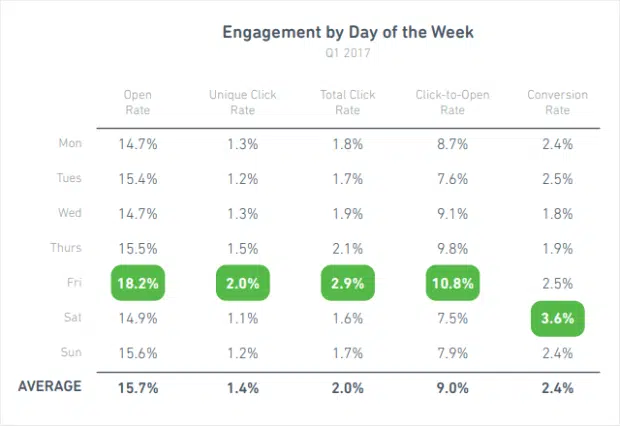 Engagement by Day of the Week
Q1 2017
Open Rate Unique Click Rate Total Click Rate Click-to-Open Rate Conversion Rate
Mon 14.7% 1.3% 1.8% 8.7% 2.4%
Tues 15.4% 1.2% 1.7% 7.6% 2.5%
Wed 14.7% 1.3% 1.9% 9.1% 1.8%
Thurs 15.5% 1.5% 2.1% 9.8% 1.9%
Fri 18.2% 2.0% 2.9% 10.8% 2.5%
Sat 14.9% 1.1% 1.6% 7.5% 3.6%
Sun 15.6% 1.2% 1.7% 7.9% 2.4%
AVERAGE 15.7% 1.4% 2.0% 9.0% 2.4%